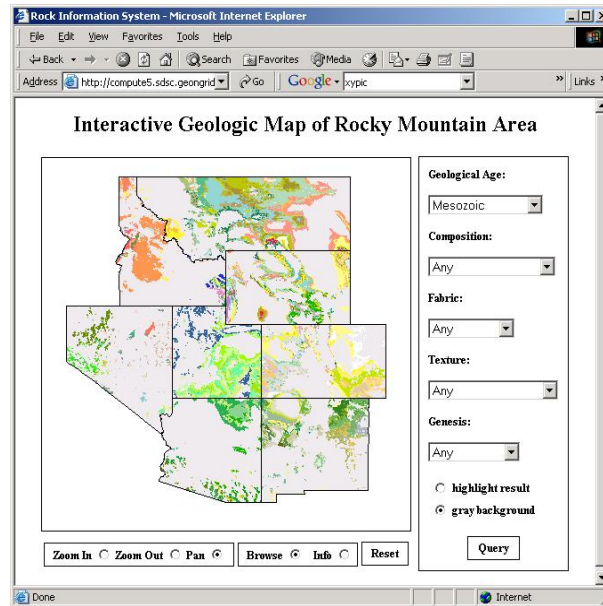 Rock Information System - Microsoft Internet Explorer
File Edit View Favorites Tools Help
Back Search Favorites Media
Address http://compute5.sdsc.geongrid Go Google xypic » Links »
Interactive Geologic Map of Rocky Mountain Area
Geological Age:
Mesozoic
Composition:
Any
Fabric:
Any
Texture:
Any
Genesis:
Any
highlight result
gray background
Query
Zoom In Zoom Out Pan Browse Info Reset
Done Internet